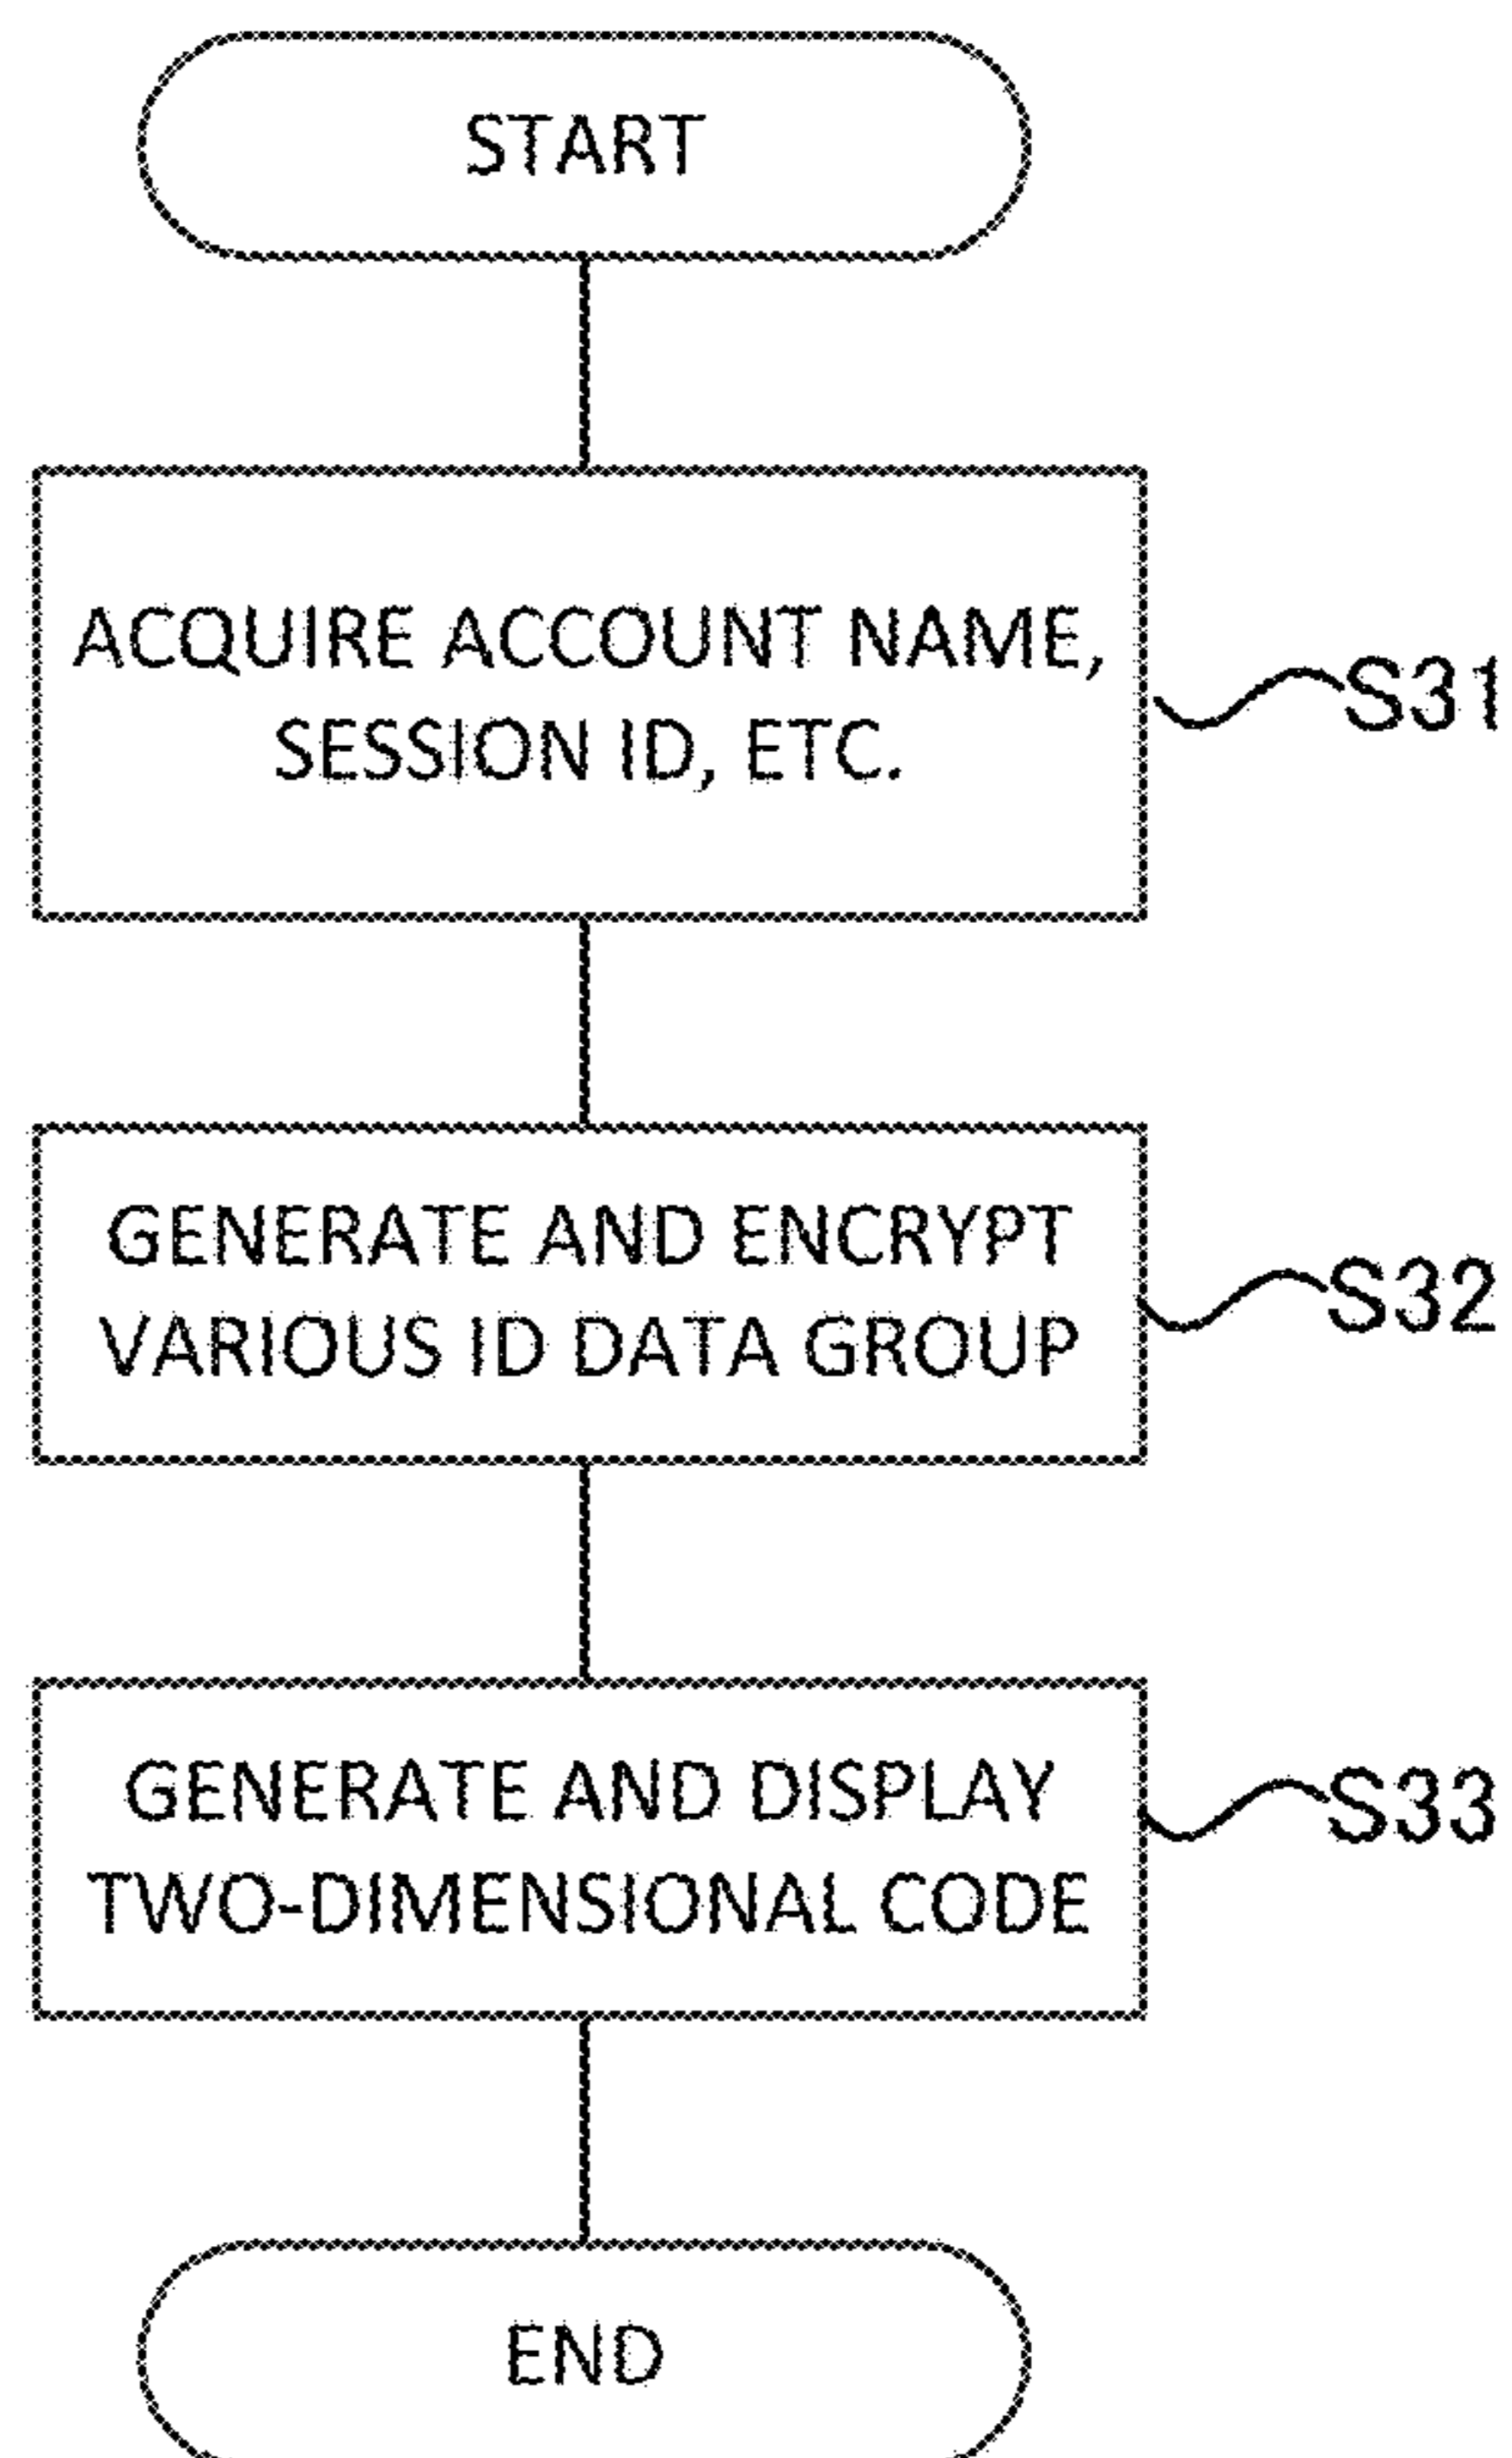 START
ACQUIRE ACCOUNT NAME,
SESSION ID, ETC.
S31
GENERATE AND ENCRYPT
VARIOUS ID DATA GROUP
S32
GENERATE AND DISPLAY
TWO-DIMENSIONAL CODE
S33
END